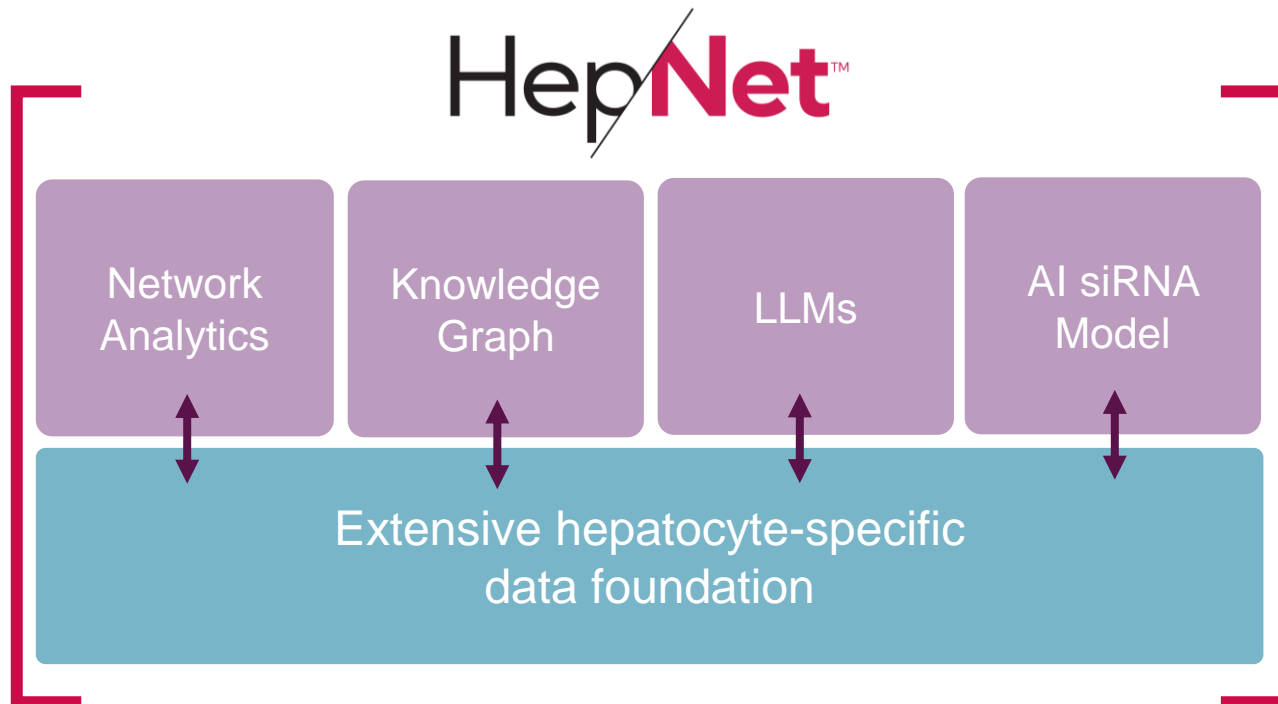 HepNet™
Network
Analytics
Knowledge
Graph
LLMs
AI siRNA
Model
Extensive hepatocyte-specific
data foundation